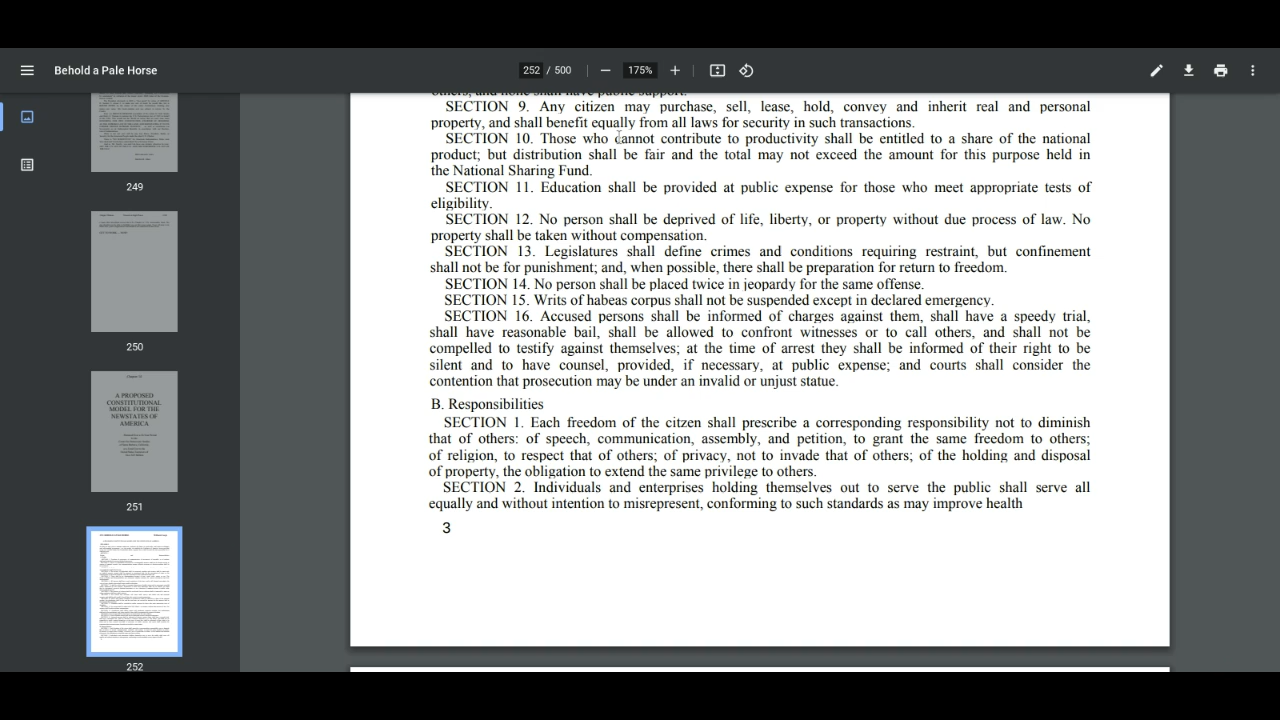 Behold a Pale Horse
252 / 500
175%
249
250
A PROPOSED
CONSTITUTIONAL
MODEL FOR THE
NEWSTATES OF
AMERICA
251
252
others, and none shall be public support.
SECTION 9. Any citizen may purchase, sell, lease, hold, convey and inherit real and personal
property, and shall benefit equally from all laws for security in such transactions.
SECTION 10. Those who cannot contribute to productivity shall be entitled to a share of the national
product; but distribution shall be fair and the total may not exceed the amount for this purpose held in
the National Sharing Fund.
SECTION 11. Education shall be provided at public expense for those who meet appropriate tests of
eligibility.
SECTION 12. No person shall be deprived of life, liberty, or property without due process of law. No
property shall be taken without compensation.
SECTION 13. Legislatures shall define crimes and conditions requiring restraint, but confinement
shall not be for punishment; and, when possible, there shall be preparation for return to freedom.
SECTION 14. No person shall be placed twice in jeopardy for the same offense.
SECTION 15. Writs of habeas corpus shall not be suspended except in declared emergency.
SECTION 16. Accused persons shall be informed of charges against them, shall have a speedy trial,
shall have reasonable bail, shall be allowed to confront witnesses or to call others, and shall not be
compelled to testify against themselves; at the time of arrest they shall be informed of their right to be
silent and to have counsel, provided, if necessary, at public expense; and courts shall consider the
contention that prosecution may be under an invalid or unjust statue.
B. Responsibilities
SECTION 1. Each freedom of the citzen shall prescribe a corresponding responsibility not to diminish
that of others: of speech, communication, assembly, and petition, to grant the same freedom to others;
of religion, to respect that of others; of privacy, not to invade that of others; of the holding and disposal
of property, the obligation to extend the same privilege to others.
SECTION 2. Individuals and enterprises holding themselves out to serve the public shall serve all
equally and without intention to misrepresent, conforming to such standards as may improve health
3